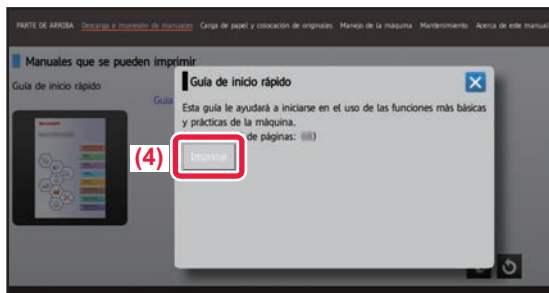 PARTE DE ARRIBA Descarga e impresión de manuales Carga de papel y colocación de originales Manejo de la máquina Mantenimiento Acerca de este manual
Manuales que se pueden imprimir
Guía de inicio rápido
Guía
Guía de inicio rápido
Esta guía le ayudará a iniciarse en el uso de las funciones más básicas
y prácticas de la máquina.
de páginas:
(4)
Imprimir